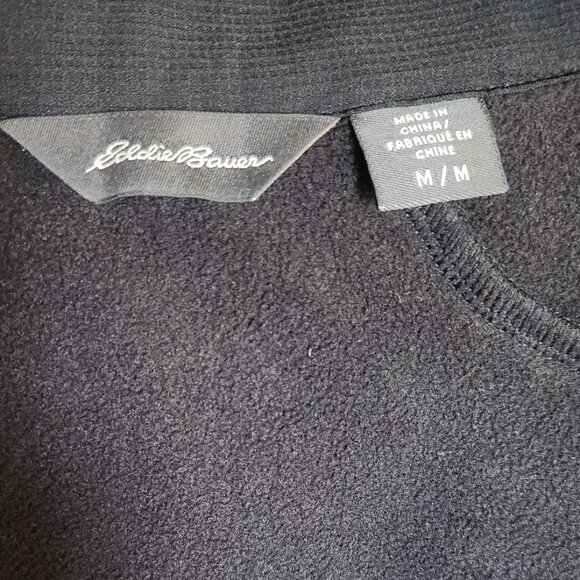 Eddie Bauer
MADE IN
CHINA/
FABRIQUÉ EN
CHINE
M / M